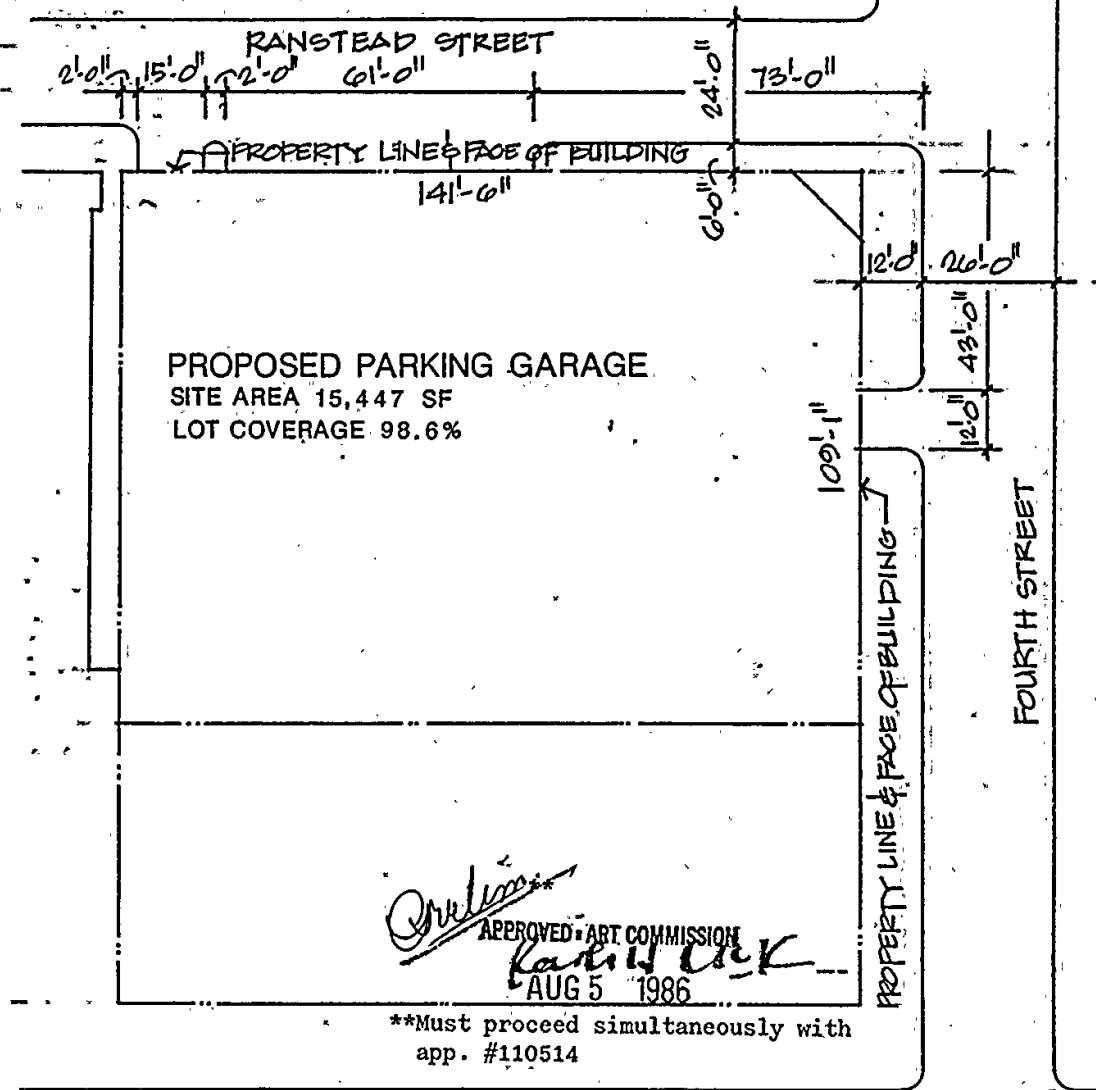 RANSTEAD STREET
2'-0" 15'-0" 2'-0" 61'-0" 73'-0"
24'-0"
PROPERTY LINE & FACE OF BUILDING
141'-6"
6'-0"
12'-0" 26'-0"
43'-0"
12'-0"
PROPOSED PARKING GARAGE
SITE AREA 15,447 SF
LOT COVERAGE 98.6%
109'-1"
PROPERTY LINE & FACE OF BUILDING
FOURTH STREET
Prelim**
APPROVED-ART COMMISSION
AUG 5 1986
**Must proceed simultaneously with
app. #110514